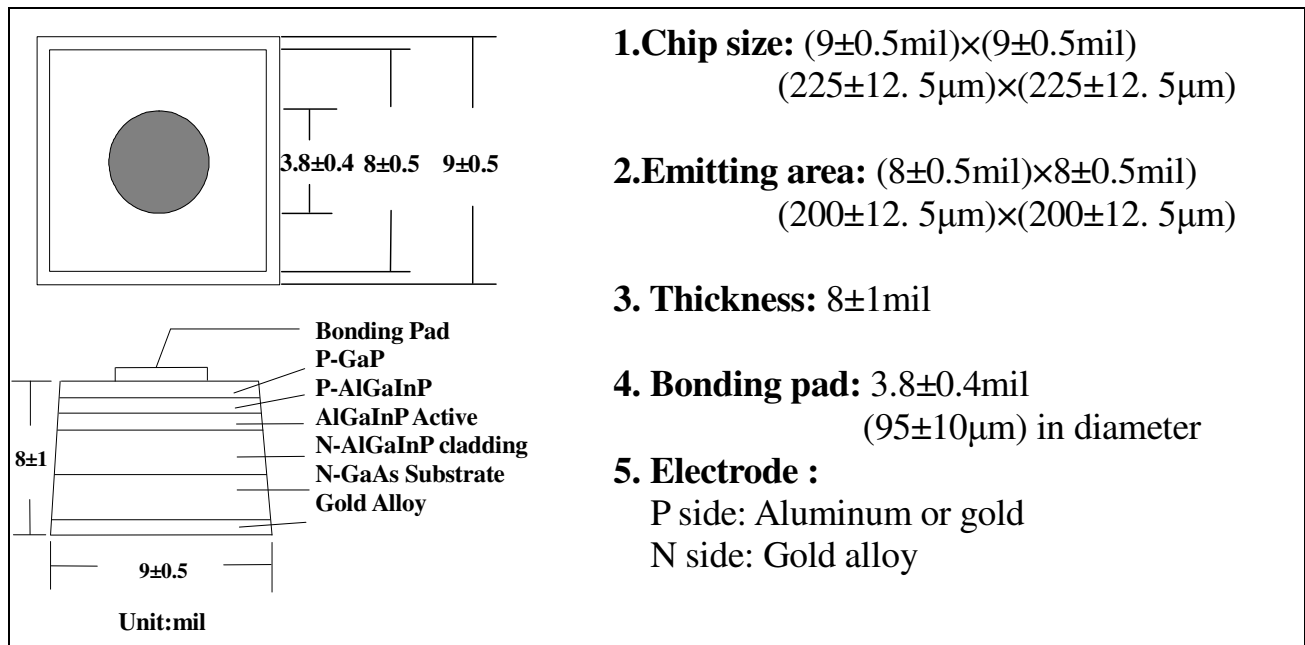 3.8±0.4 8±0.5 9±0.5
Bonding Pad
P-GaP
P-AlGaInP
AlGaInP Active
N-AlGaInP cladding
N-GaAs Substrate
Gold Alloy
8±1
9±0.5
Unit:mil
1.Chip size: (9±0.5mil)×(9±0.5mil)
(225±12. 5μm)×(225±12. 5μm)
2.Emitting area: (8±0.5mil)×8±0.5mil)
(200±12. 5μm)×(200±12. 5μm)
3. Thickness: 8±1mil
4. Bonding pad: 3.8±0.4mil
(95±10μm) in diameter
5. Electrode :
P side: Aluminum or gold
N side: Gold alloy